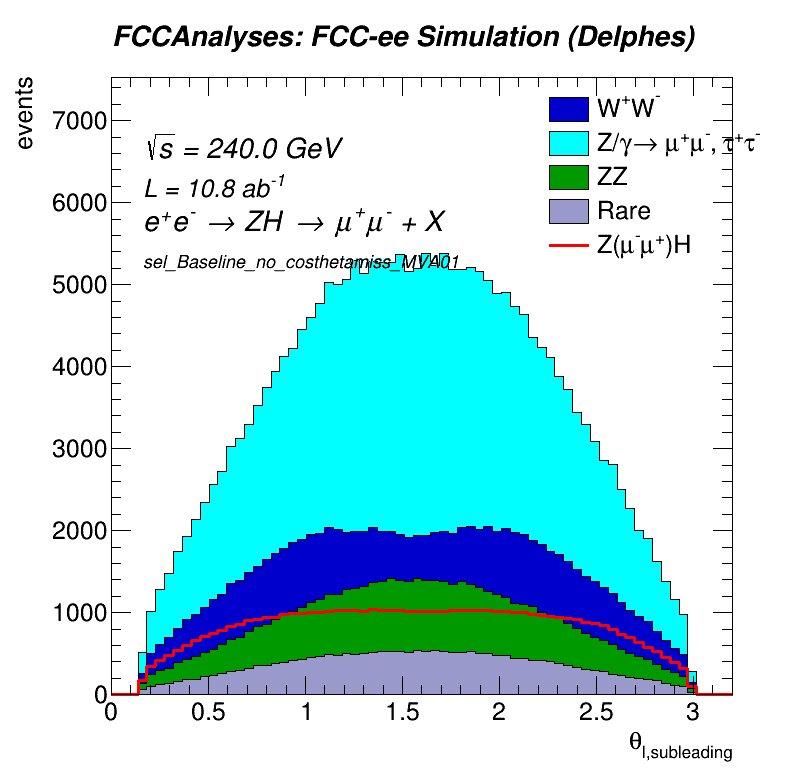 FCCAnalyses: FCC-ee Simulation (Delphes)
events
7000
6000
5000
4000
3000
2000
1000
0
√s = 240.0 GeV
L = 10.8 ab⁻¹
e⁺e⁻ → ZH → μ⁺μ⁻ + X
sel_Baseline_no_costhetamiss_MVA01
W⁺W⁻
Z/γ→ μ⁺μ⁻, τ⁺τ⁻
ZZ
Rare
Z(μ⁻μ⁺)H
0 0.5 1 1.5 2 2.5 3
θl,subleading